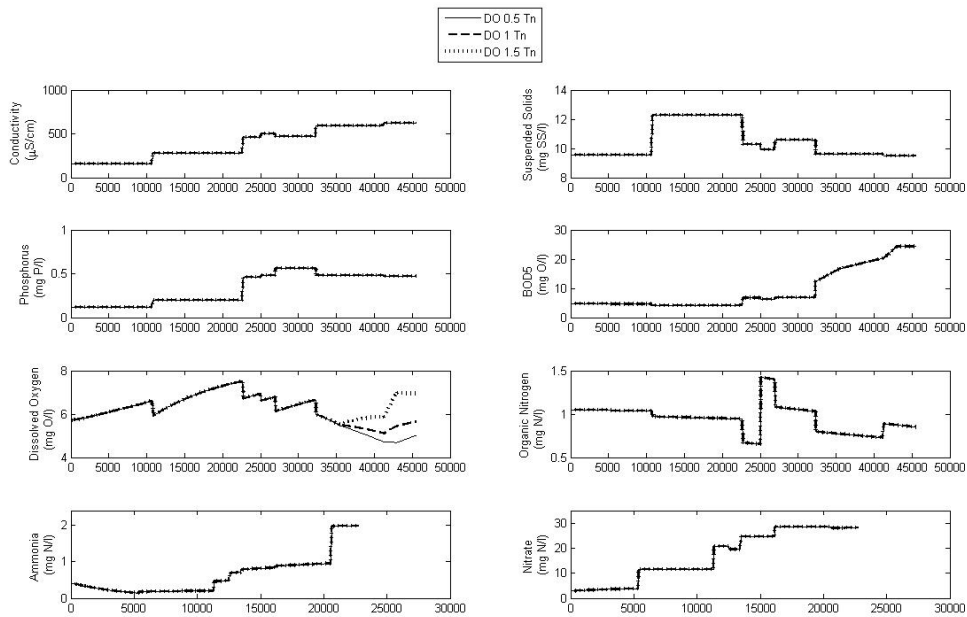 DO 0.5 Tn
DO 1 Tn
DO 1.5 Tn
Conductivity
(µS/cm)
1000
500
0
0 5000 10000 15000 20000 25000 30000 35000 40000 45000 50000
Suspended Solids
(mg SS/l)
14
12
10
8
0 5000 10000 15000 20000 25000 30000 35000 40000 45000 50000
Phosphorus
(mg P/l)
1
0.5
0
0 5000 10000 15000 20000 25000 30000 35000 40000 45000 50000
BOD5
(mg O/l)
30
20
10
0
0 5000 10000 15000 20000 25000 30000 35000 40000 45000 50000
Dissolved Oxygen
(mg O/l)
8
6
4
0 5000 10000 15000 20000 25000 30000 35000 40000 45000 50000
Organic Nitrogen
(mg N/l)
1.5
1
0.5
0 5000 10000 15000 20000 25000 30000 35000 40000 45000 50000
Ammonia
(mg N/l)
2
1
0
0 5000 10000 15000 20000 25000 30000
Nitrate
(mg N/l)
30
20
10
0
0 5000 10000 15000 20000 25000 30000